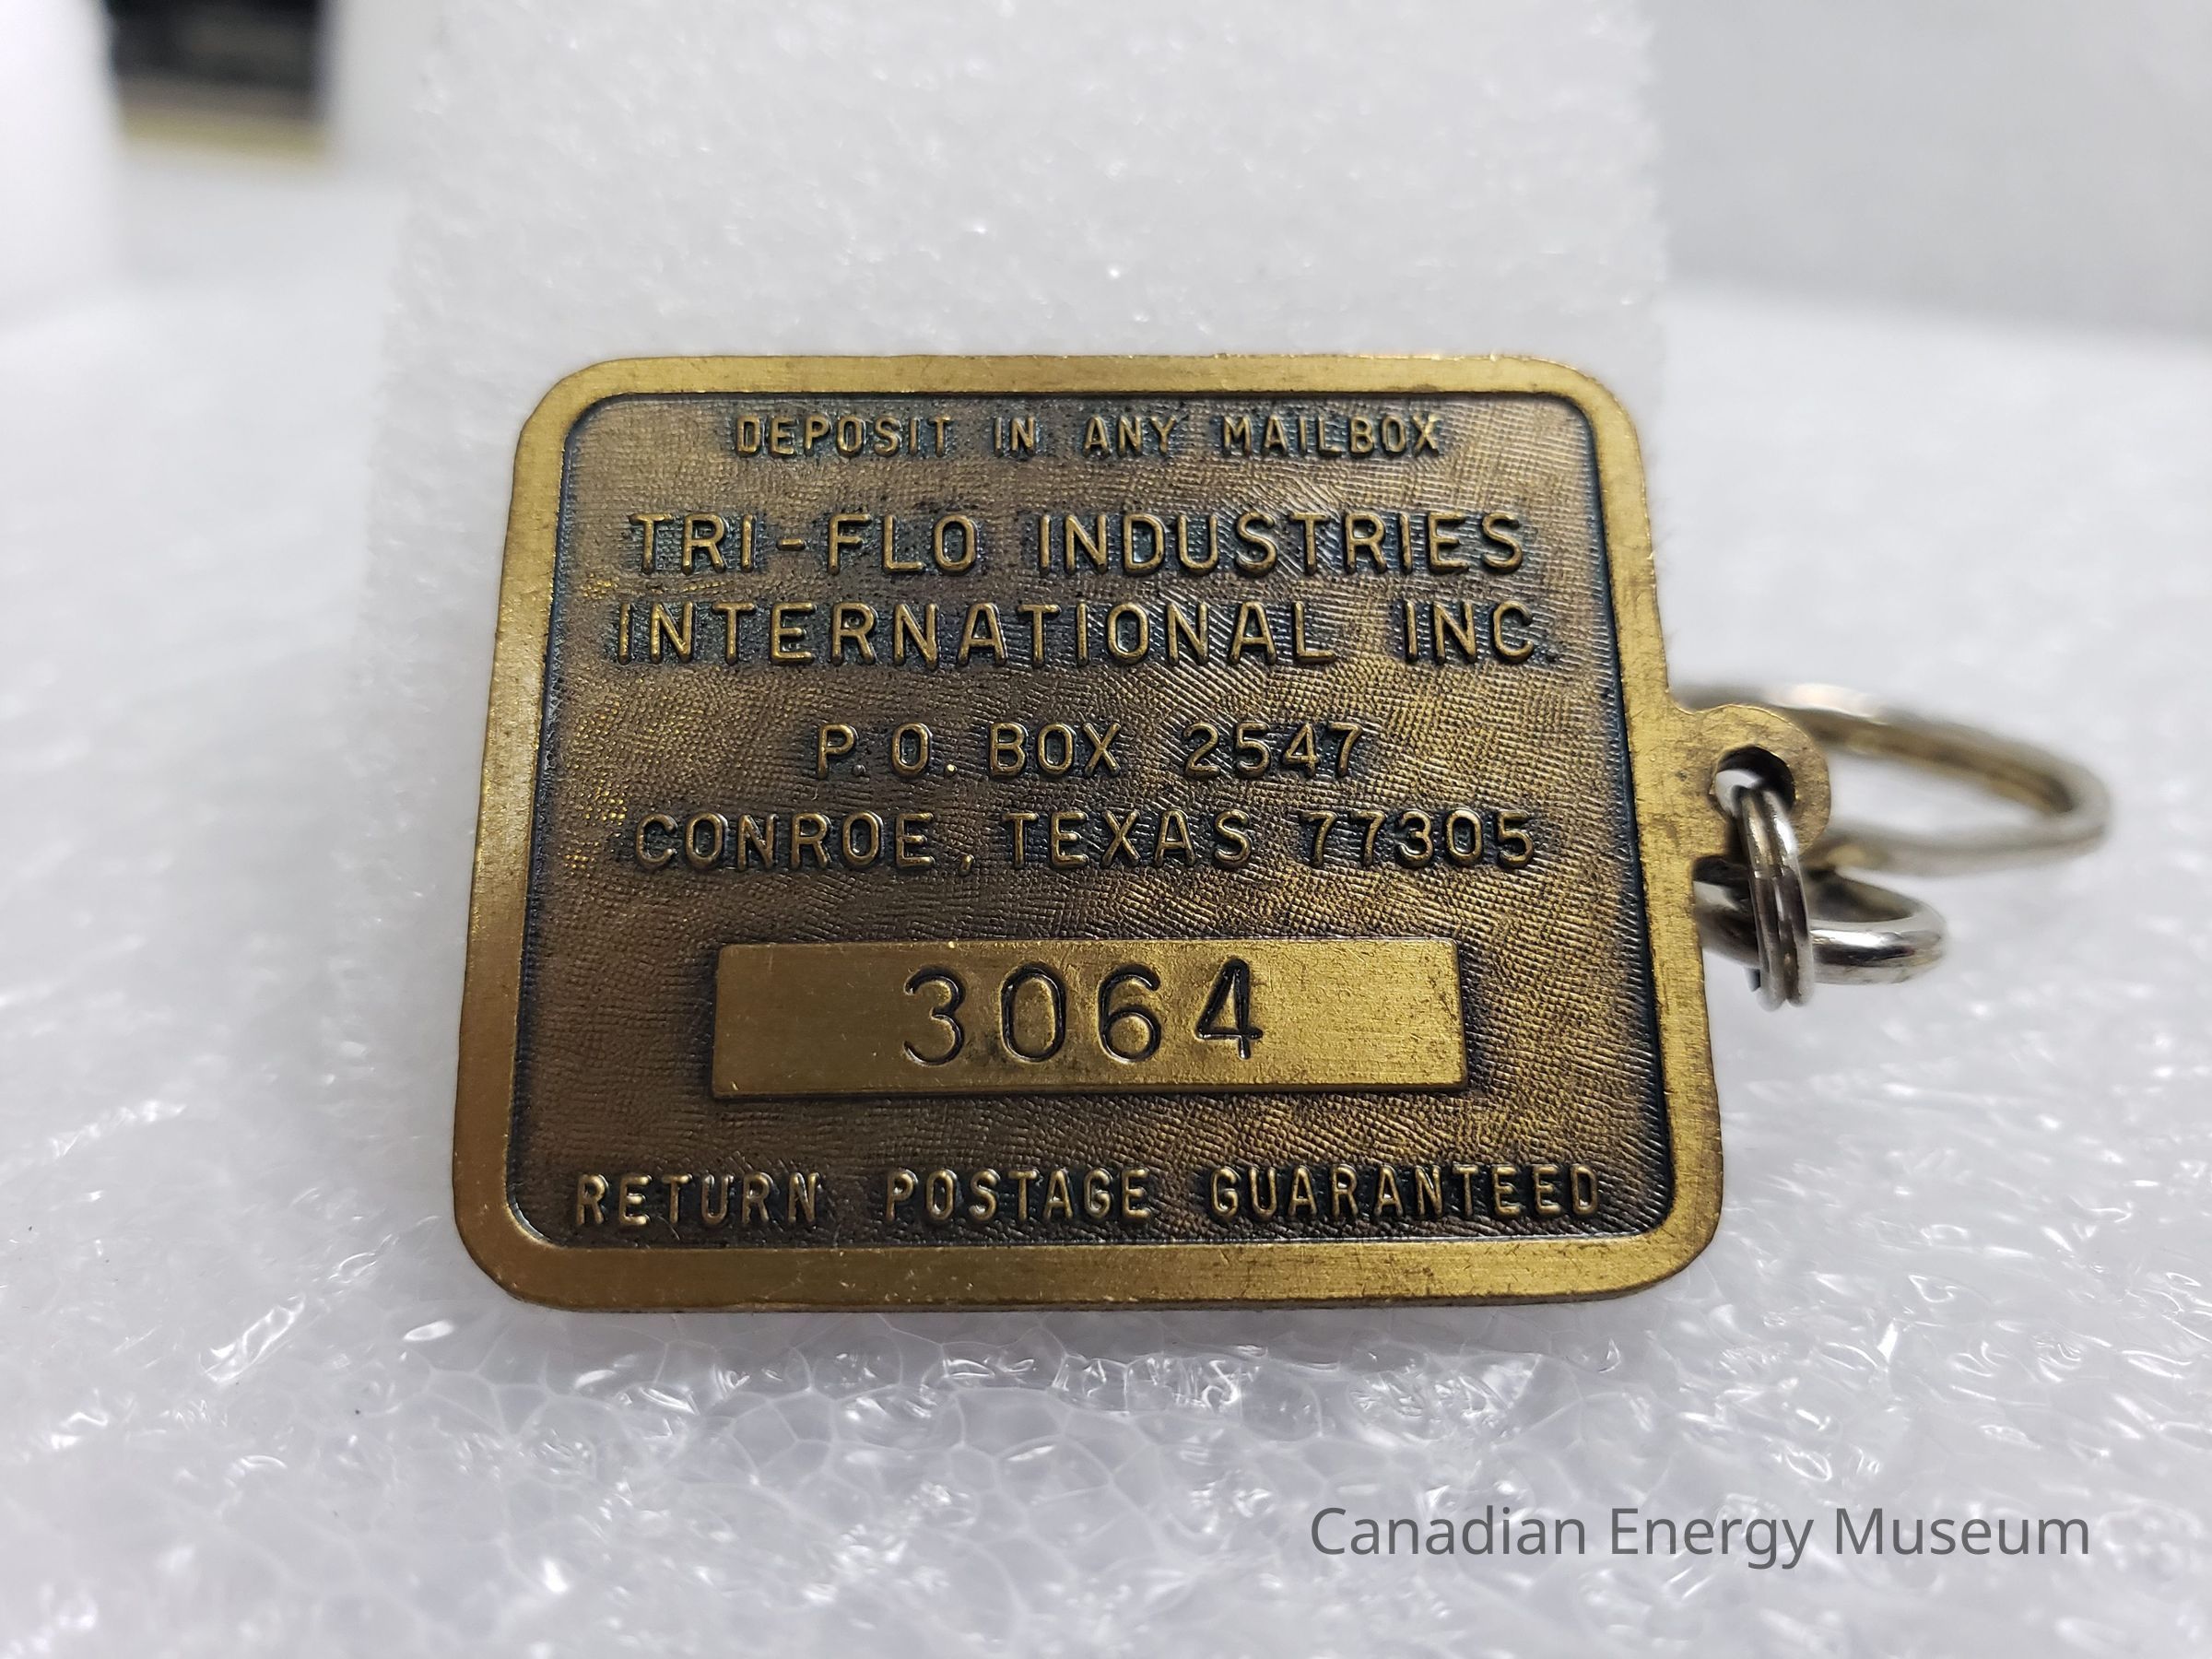 DEPOSIT IN ANY MAILBOX
TRI-FLO INDUSTRIES
INTERNATIONAL INC.
P.O. BOX 2547
CONROE, TEXAS 77305
3064
RETURN POSTAGE GUARANTEED
Canadian Energy Museum